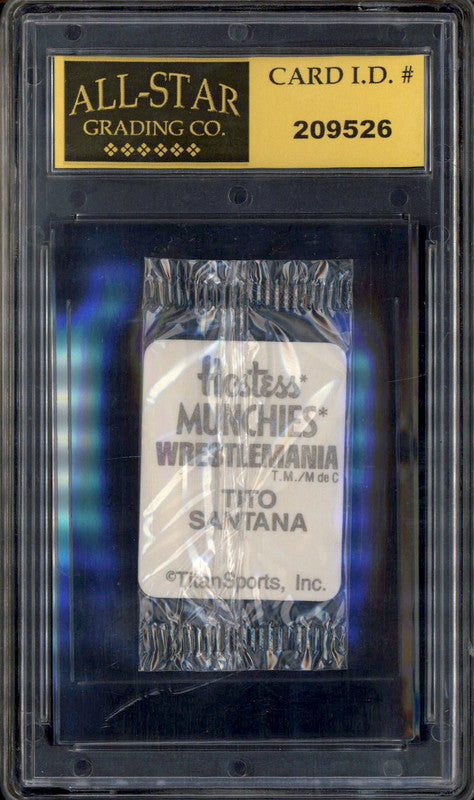 ALL-STAR
GRADING CO.
CARD I.D. #
209526
Hostess*
MUNCHIES*
WRESTLEMANIA
T.M./M de C
TITO
SANTANA
©TitanSports, Inc.